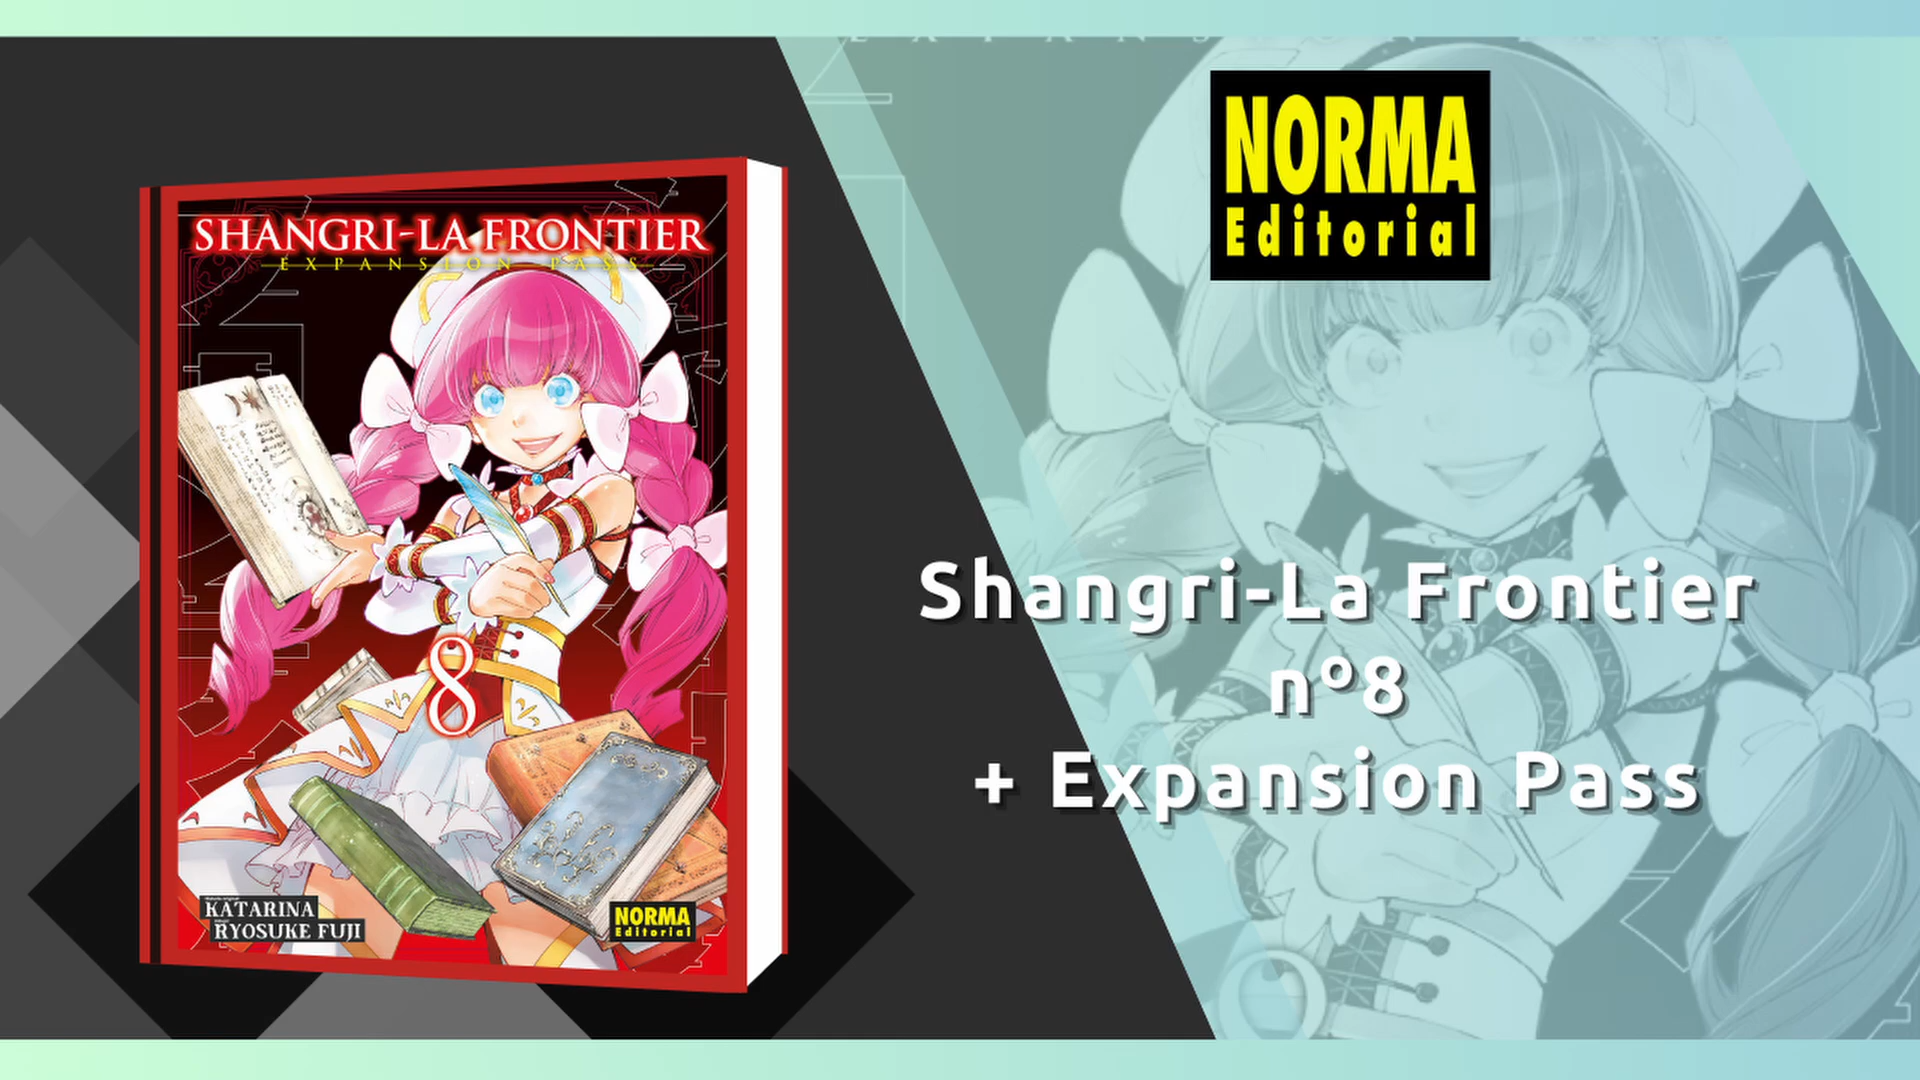 SHANGRI-LA FRONTIER
EXPANSION PASS
8
KATARINA
RYOSUKE FUJI
NORMA
Editorial
NORMA
Editorial
Shangri-La Frontier
nº8
+ Expansion Pass